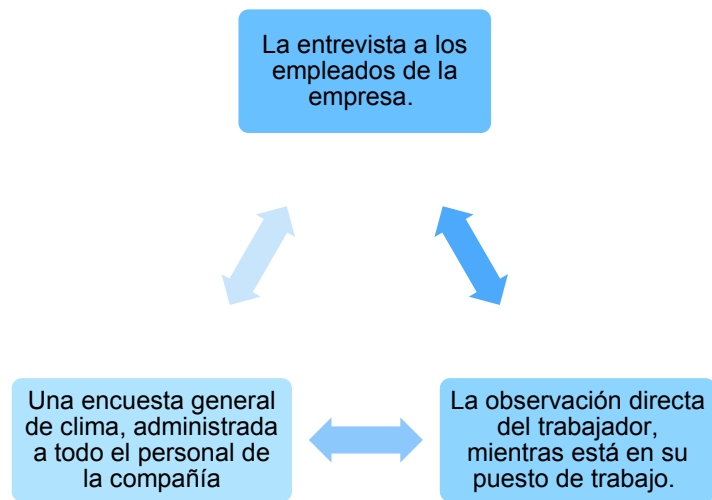 La entrevista a los
empleados de la
empresa.
Una encuesta general
de clima, administrada
a todo el personal de
la compañía
La observación directa
del trabajador,
mientras está en su
puesto de trabajo.